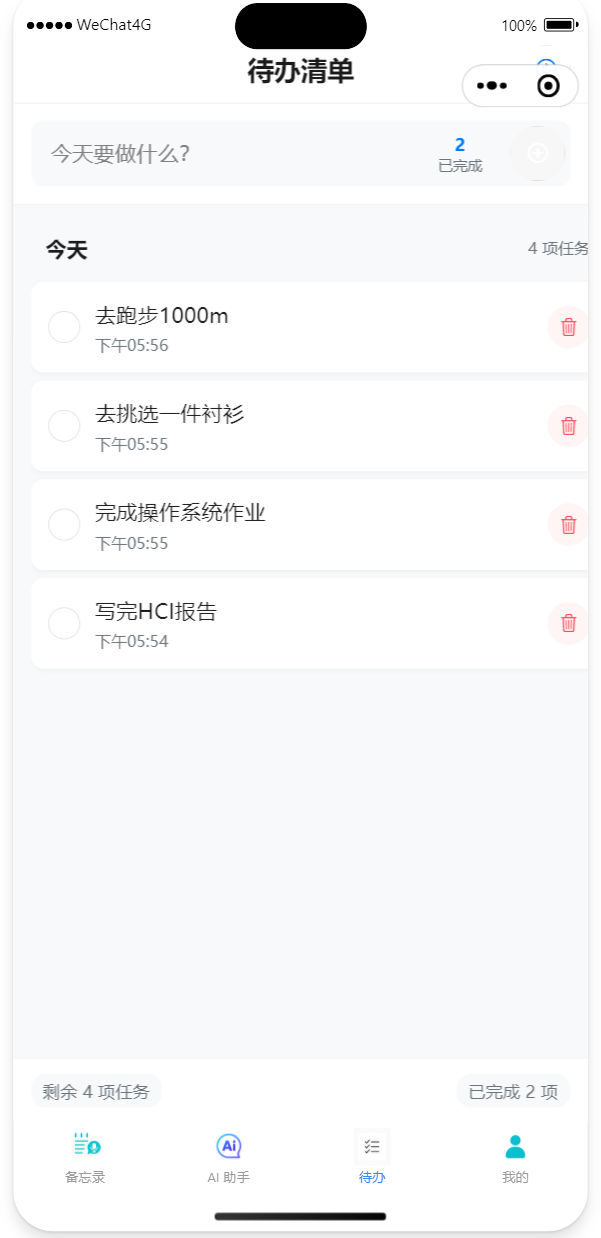 WeChat4G
100%
待办清单
今天要做什么?
2
已完成
今天
4 项任务
去跑步1000m
下午05:56
去挑选一件衬衫
下午05:55
完成操作系统作业
下午05:55
写完HCI报告
下午05:54
剩余 4 项任务
已完成 2 项
Ai
备忘录
AI 助手
待办
我的